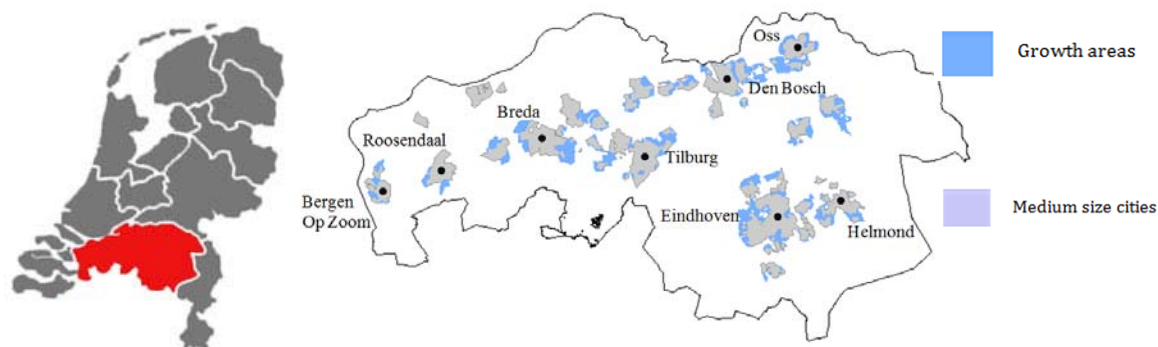 Oss
Growth areas
Den Bosch
Breda
Roosendaal
Tilburg
Bergen
Op Zoom
Eindhoven
Helmond
Medium size cities